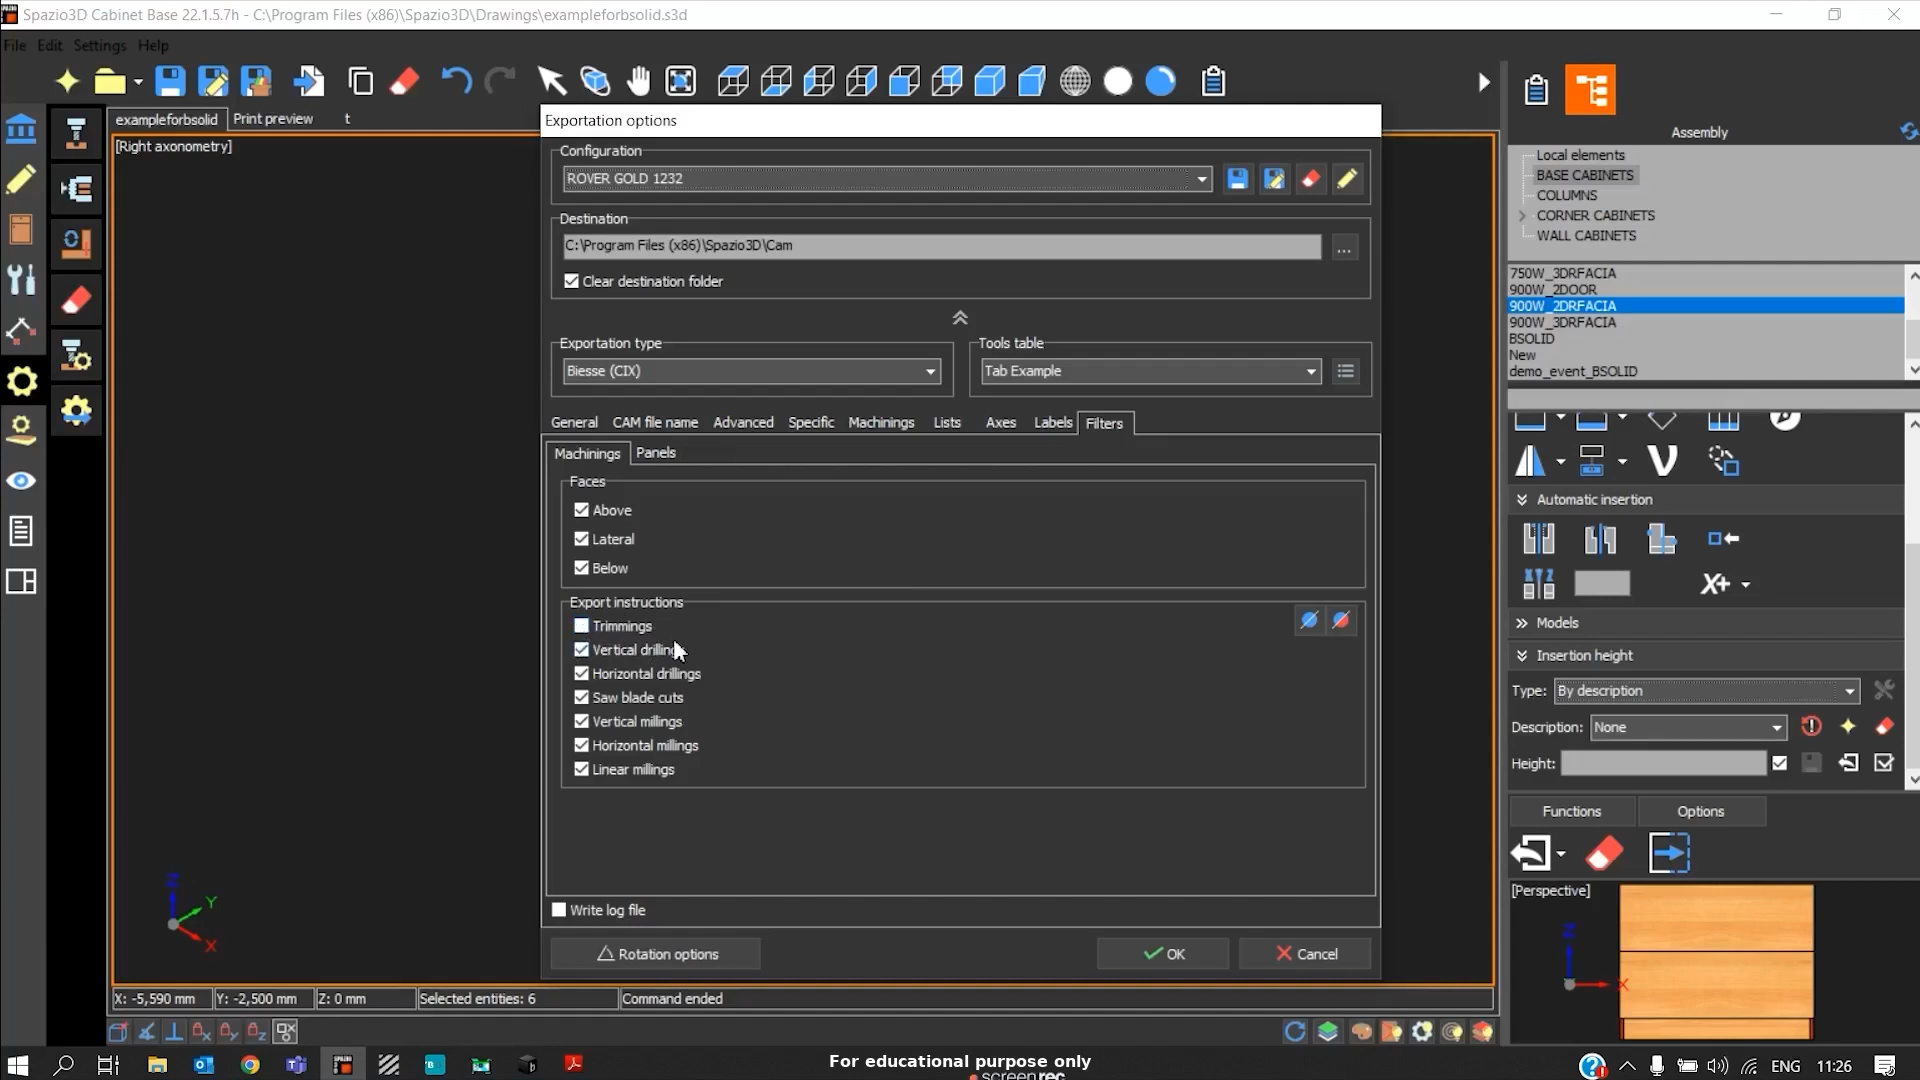 Spazio3D Cabinet Base 22.1.5.7h - C:\Program Files (x86)\Spazio3D\Drawings\exampleforbsolid.s3d
File Edit Settings Help
exampleforbsolid Print preview t
[Right axonometry]
Exportation options
Configuration
ROVER GOLD 1232
Destination
C:\Program Files (x86)\Spazio3D\Cam
...
Clear destination folder
Exportation type
Biesse (CIX)
Tools table
Tab Example
General CAM file name Advanced Specific Machinings Lists Axes Labels Filters
Machinings Panels
Faces
Above
Lateral
Below
Export instructions
Trimmings
Vertical drillings
Horizontal drillings
Saw blade cuts
Vertical millings
Horizontal millings
Linear millings
Write log file
Rotation options
OK
Cancel
Z
Y
X
X: -5,590 mm Y: -2,500 mm Z: 0 mm Selected entities: 6 Command ended
Assembly
Local elements
BASE CABINETS
COLUMNS
CORNER CABINETS
WALL CABINETS
750W_3DRFACIA
900W_2DOOR
900W_2DRFACIA
900W_3DRFACIA
BSOLID
New
demo_event_BSOLID
Automatic insertion
X+
Models
Insertion height
Type: By description
Description: None
Height:
Functions Options
[Perspective]
Z
X
For educational purpose only
screenrec
ENG 11:26